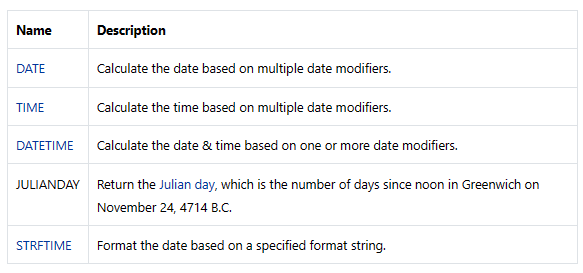 Name Description
DATE Calculate the date based on multiple date modifiers.
TIME Calculate the time based on multiple date modifiers.
DATETIME Calculate the date & time based on one or more date modifiers.
JULIANDAY Return the Julian day, which is the number of days since noon in Greenwich on
November 24, 4714 B.C.
STRFTIME Format the date based on a specified format string.